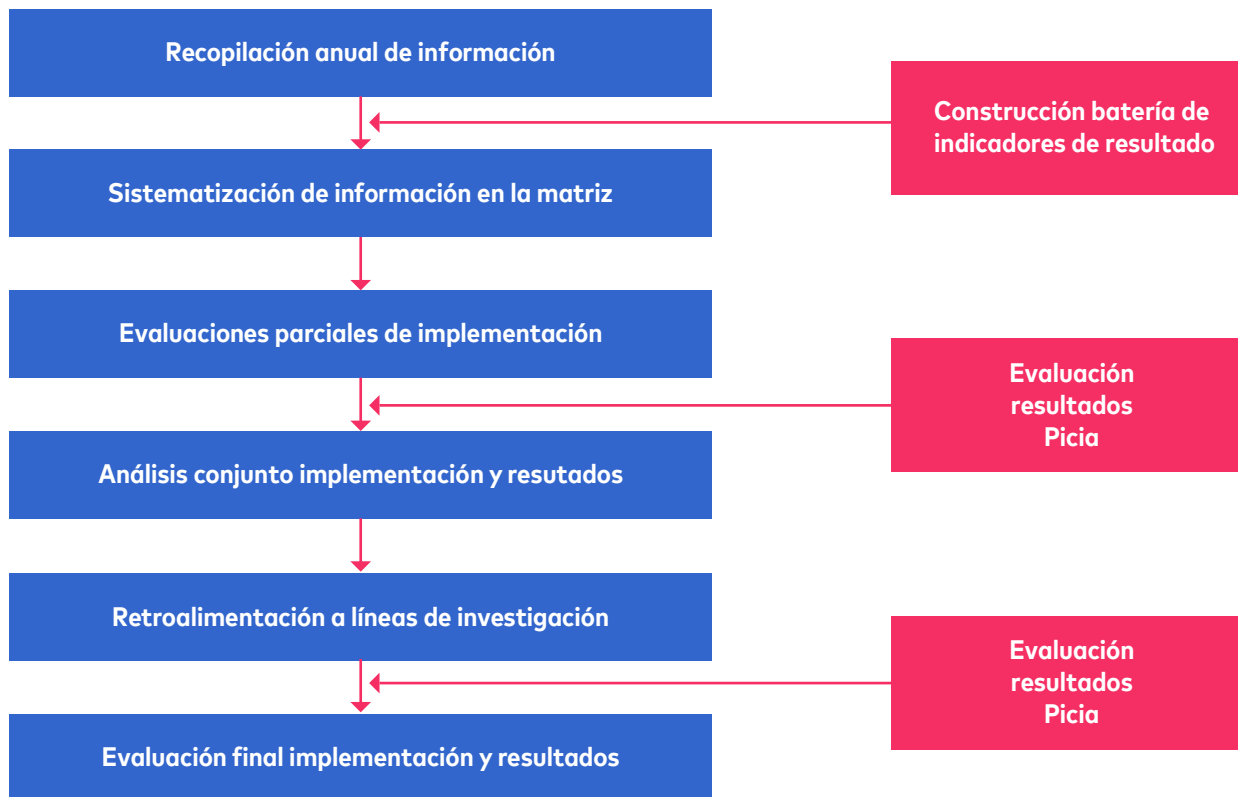 Recopilación anual de información
Construcción batería de
indicadores de resultado
Sistematización de información en la matriz
Evaluaciones parciales de implementación
Evaluación
resultados
Picia
Análisis conjunto implementación y resutados
Retroalimentación a líneas de investigación
Evaluación
resultados
Picia
Evaluación final implementación y resultados